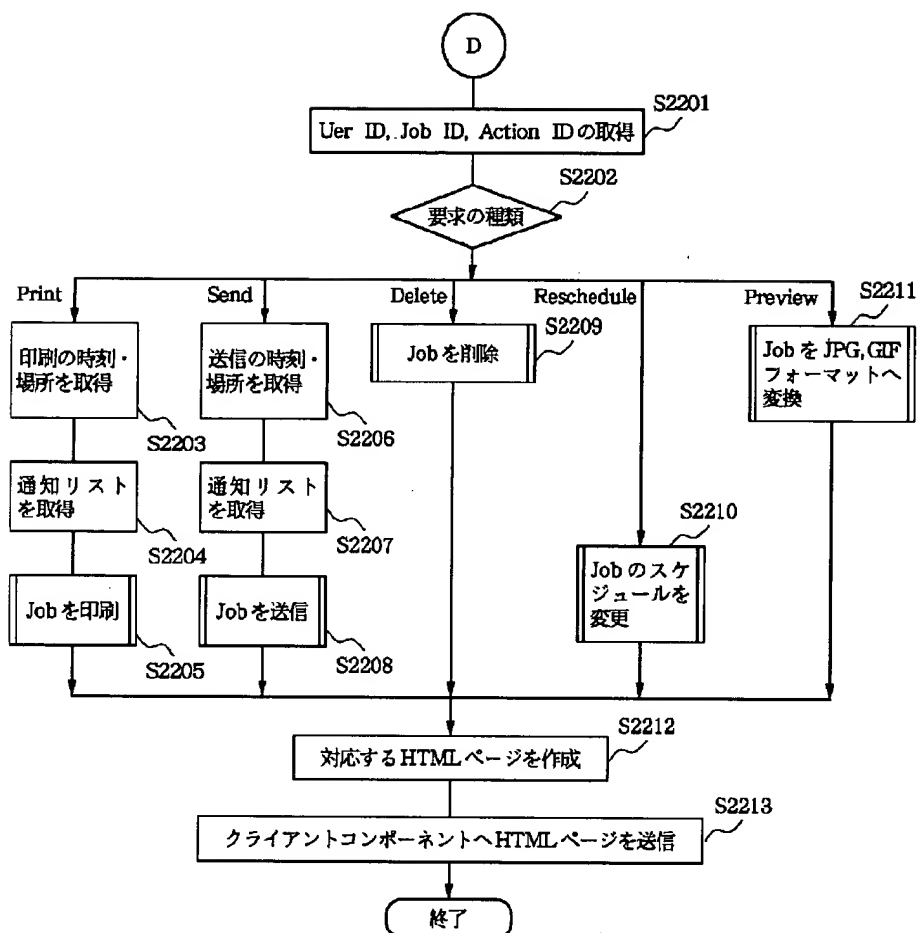 D
S2201
Uer ID, Job ID, Action IDの取得
S2202
要求の種類
Print
Send
Delete
Reschedule
Preview
S2211
印刷の時刻・
場所を取得
S2203
送信の時刻・
場所を取得
S2206
Jobを削除
S2209
JobをJPG,GIF
フォーマットへ
変換
通知リスト
を取得
S2204
通知リスト
を取得
S2207
S2210
Jobのスケ
ジュールを
変更
Jobを印刷
S2205
Jobを送信
S2208
S2212
対応するHTMLページを作成
S2213
クライアントコンポーネントへHTMLページを送信
終了